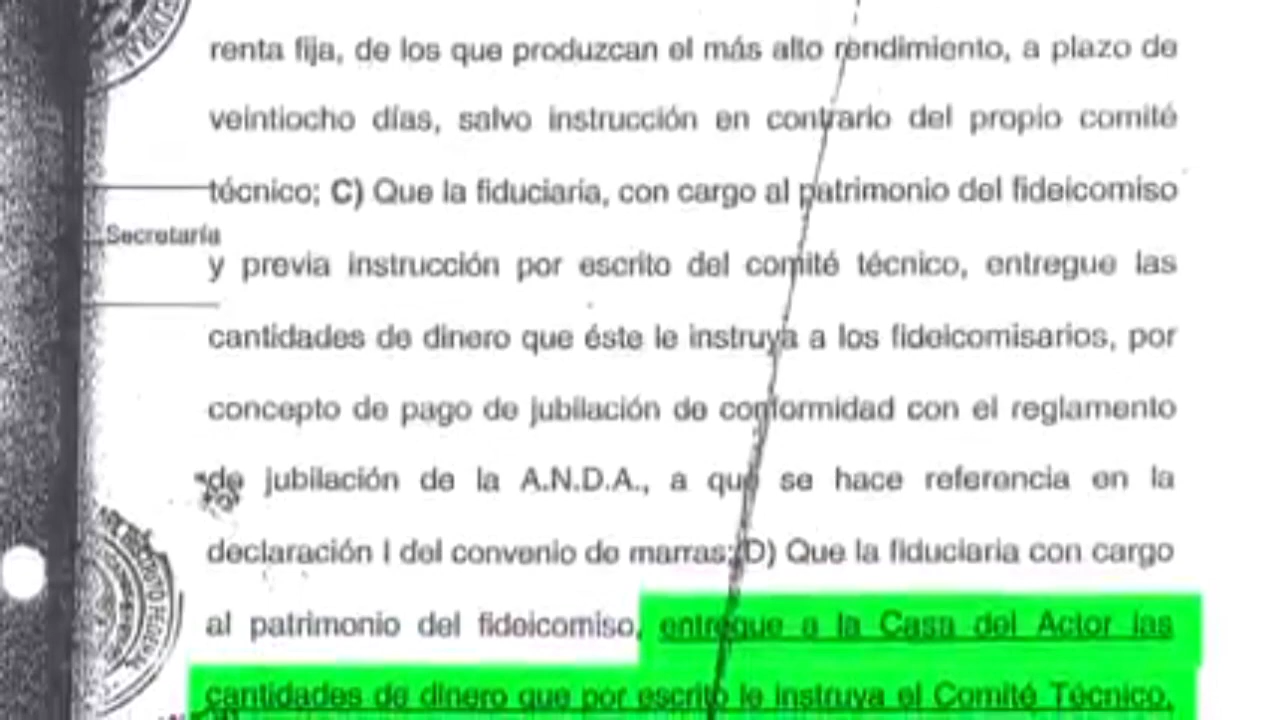 renta fija, de los que produzcan el más alto rendimiento, a plazo de
veintiocho días, salvo instrucción en contrario del propio comité
técnico; C) Que la fiduciaria, con cargo al patrimonio del fideicomiso
Secretaría
y previa instrucción por escrito del comité técnico, entregue las
cantidades de dinero que éste le instruya a los fideicomisarios, por
concepto de pago de jubilación de conformidad con el reglamento
de jubilación de la A.N.D.A., a que se hace referencia en la
declaración I del convenio de marras; D) Que la fiduciaria con cargo
al patrimonio del fideicomiso, entregue a la Casa del Actor las
cantidades de dinero que por escrito le instruya el Comité Técnico,